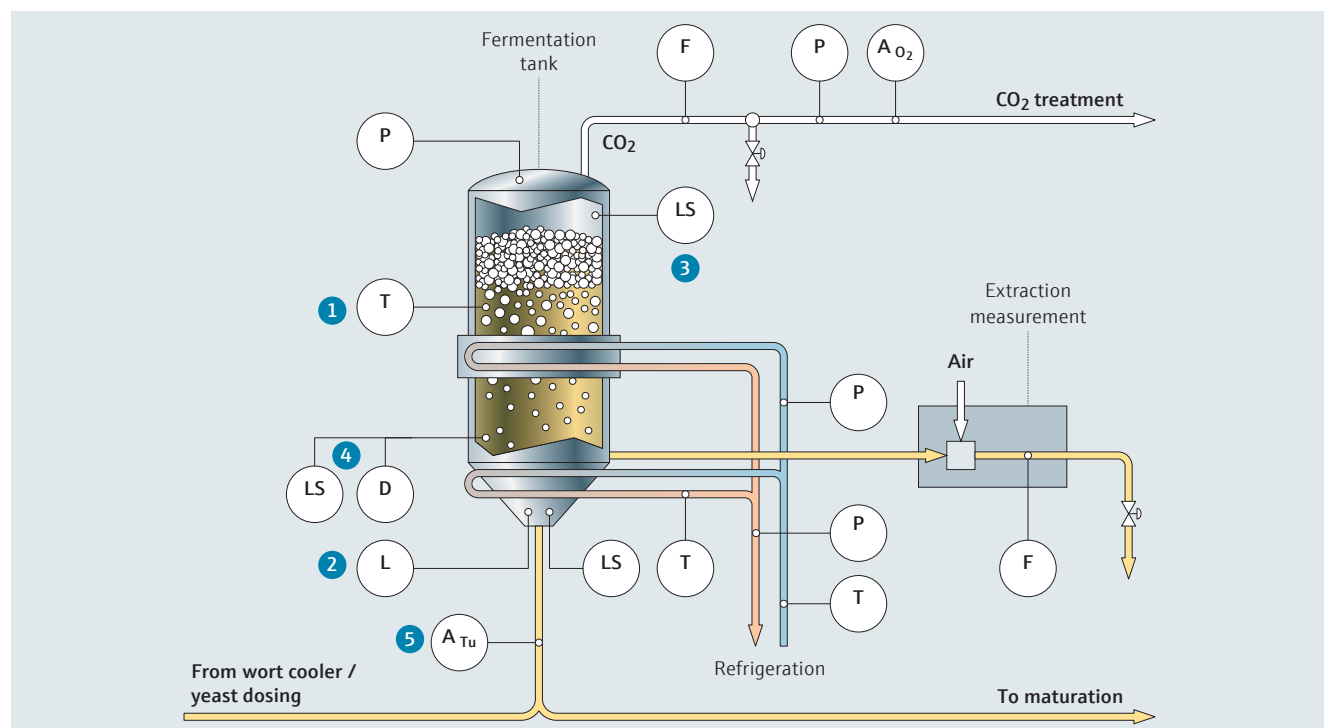 Fermentation
tank
F
P
A O2
CO2 treatment
CO2
P
LS
3
1
T
Extraction
measurement
Air
P
4
LS
D
P
2
L
LS
T
F
T
5
A Tu
Refrigeration
From wort cooler /
yeast dosing
To maturation